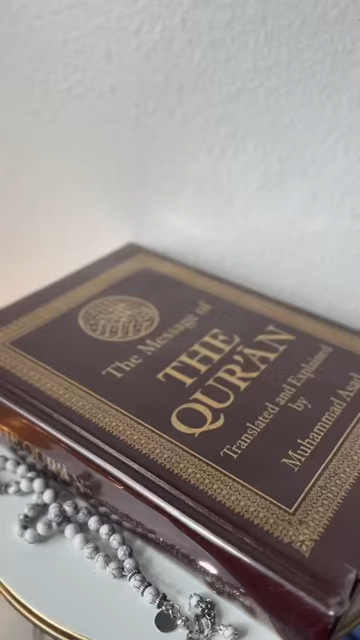 The Message of
THE
QUR'ĀN
Translated and Explained
by
Muhammad Asad